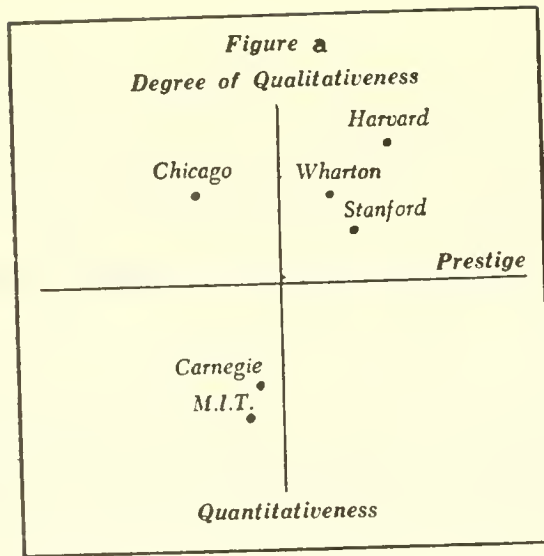 Figure a
Degree of Qualitativeness
Harvard
Chicago
Wharton
Stanford
Prestige
Carnegie
M.I.T.
Quantitativeness